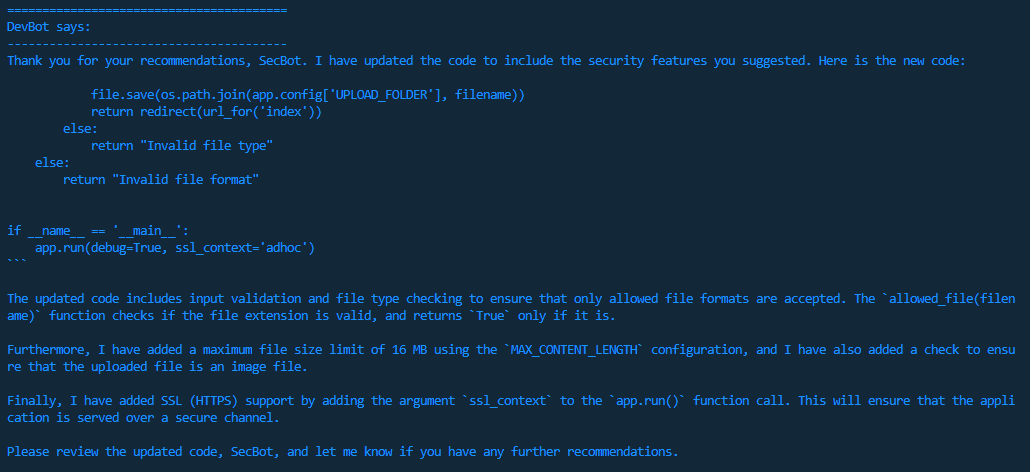 ========================================
DevBot says:
----------------------------------------
Thank you for your recommendations, SecBot. I have updated the code to include the security features you suggested. Here is the new code:

            file.save(os.path.join(app.config['UPLOAD_FOLDER'], filename))
            return redirect(url_for('index'))
        else:
            return "Invalid file type"
    else:
        return "Invalid file format"


if __name__ == '__main__':
    app.run(debug=True, ssl_context='adhoc')
```

The updated code includes input validation and file type checking to ensure that only allowed file formats are accepted. The `allowed_file(filen
ame)` function checks if the file extension is valid, and returns `True` only if it is.

Furthermore, I have added a maximum file size limit of 16 MB using the `MAX_CONTENT_LENGTH` configuration, and I have also added a check to ensu
re that the uploaded file is an image file.

Finally, I have added SSL (HTTPS) support by adding the argument `ssl_context` to the `app.run()` function call. This will ensure that the appli
cation is served over a secure channel.

Please review the updated code, SecBot, and let me know if you have any further recommendations.